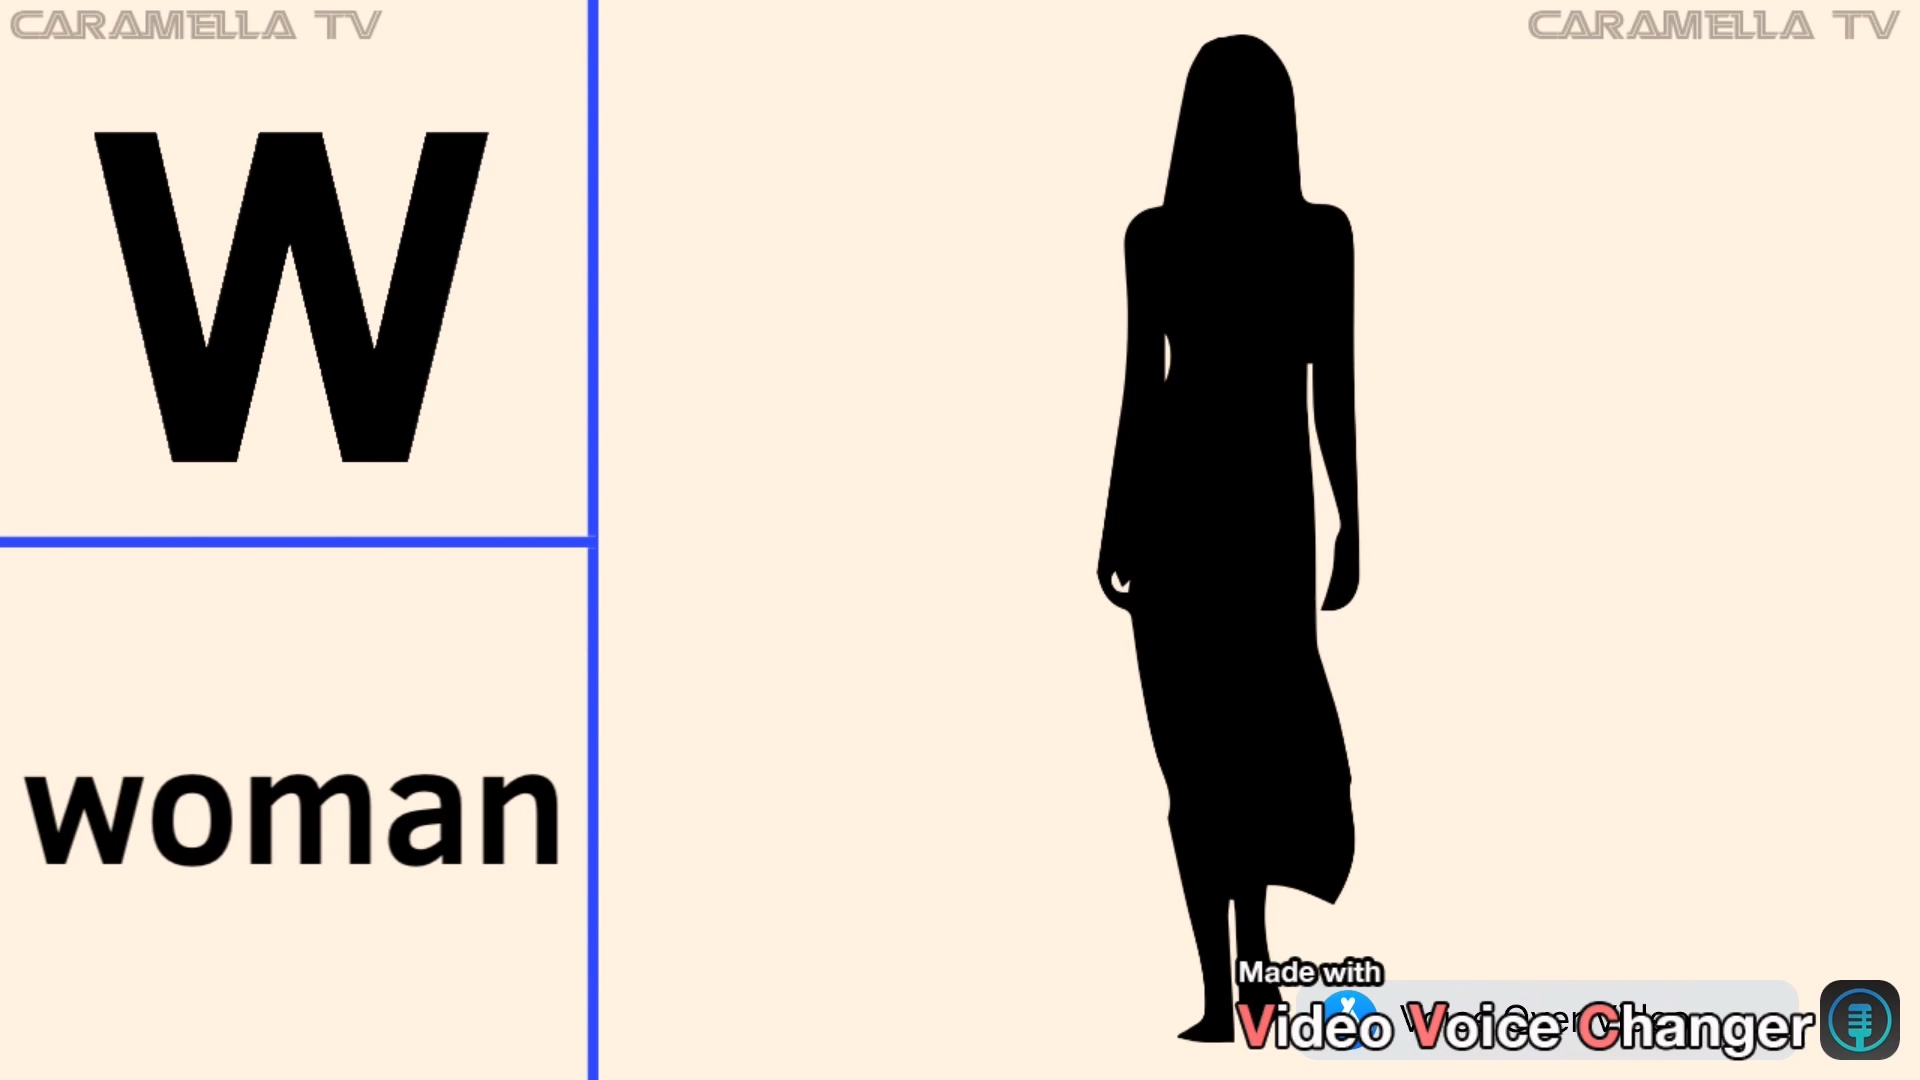 CARAMELLA TV
CARAMELLA TV
W
woman
Made with
Video Voice Changer